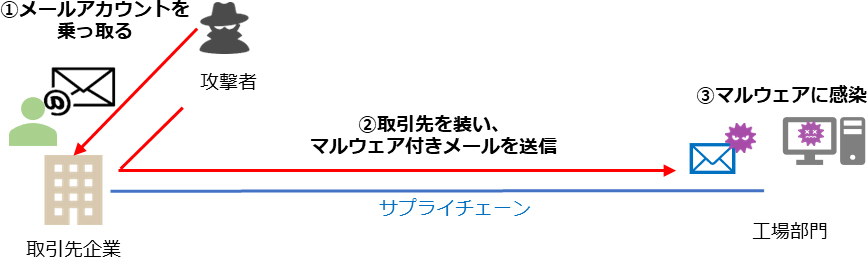 ①メールアカウントを
乗っ取る
攻撃者
②取引先を装い、
マルウェア付きメールを送信
③マルウェアに感染
サプライチェーン
取引先企業
工場部門